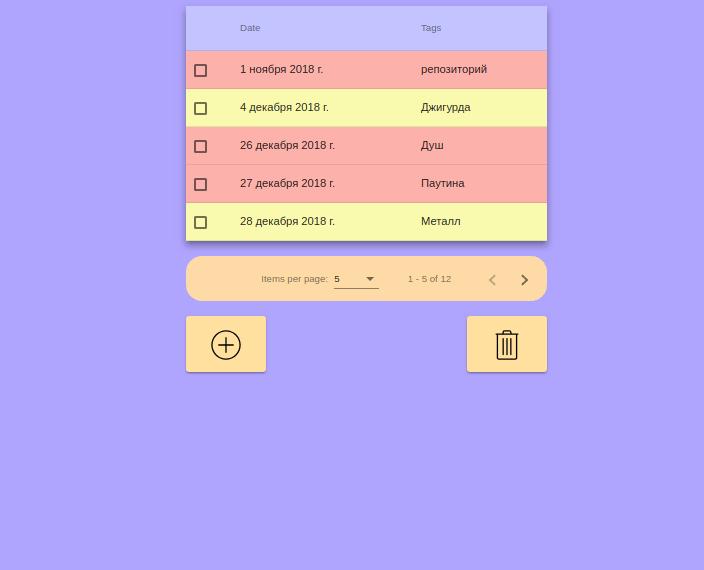 Date Tags
1 ноября 2018 г. репозиторий
4 декабря 2018 г. Джигурда
26 декабря 2018 г. Душ
27 декабря 2018 г. Паутина
28 декабря 2018 г. Металл
Items per page: 5 1 - 5 of 12